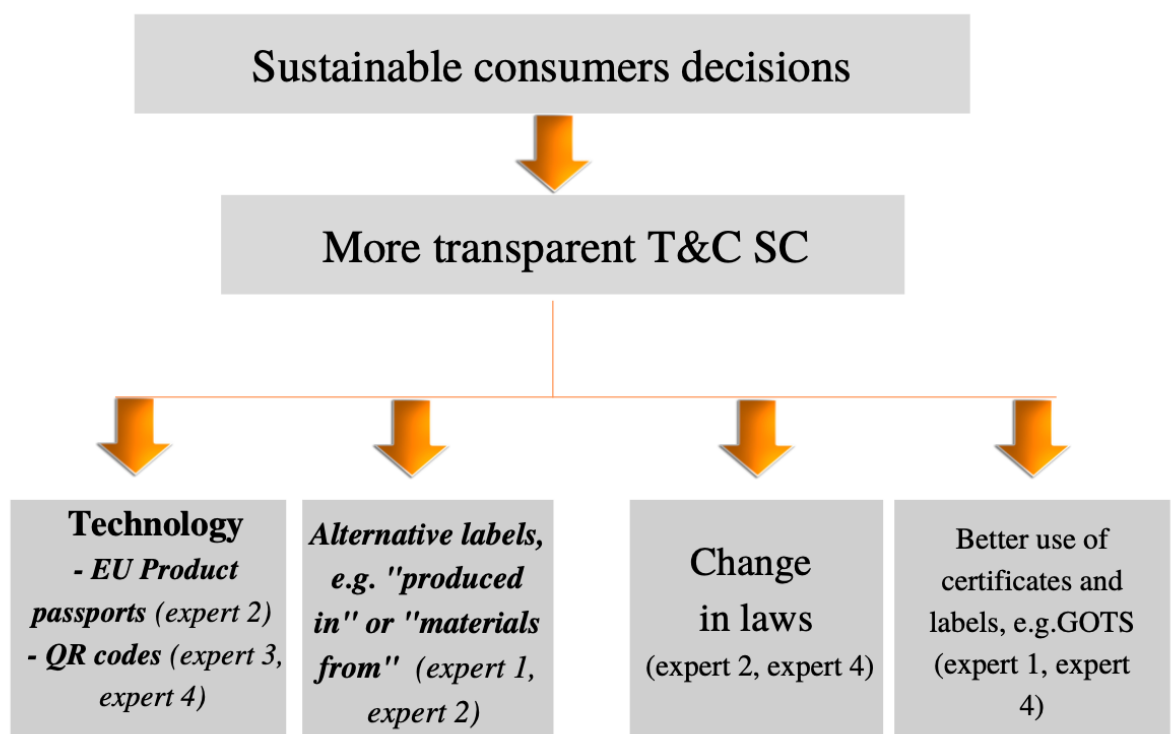 Sustainable consumers decisions
More transparent T&C SC
Technology
- EU Product
passports (expert 2)
- QR codes (expert 3,
expert 4)
Alternative labels,
e.g. "produced
in" or "materials
from" (expert 1,
expert 2)
Change
in laws
(expert 2, expert 4)
Better use of
certificates and
labels, e.g.GOTS
(expert 1, expert
4)